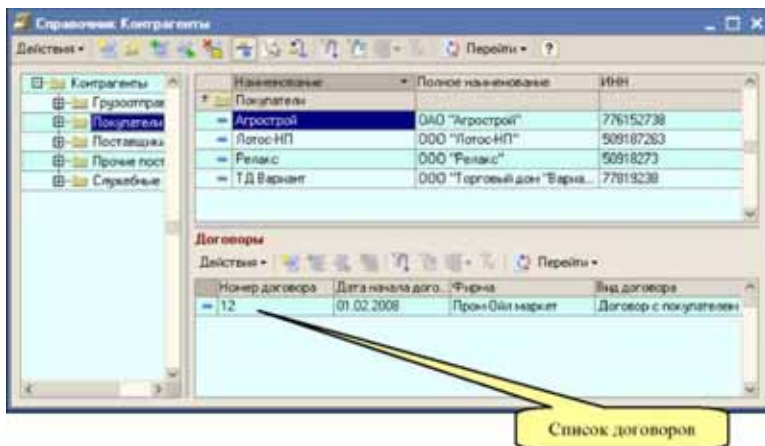 Справочник Контрагенты
Действия Перейти ?
Контрагенты
Грузоотправ
Покупатели
Поставщики
Прочие пост
Служебные
Наименование Полное наименование ИНН
Покупатели
Агрострой ОАО "Агрострой" 776152738
Лотос-НП ООО "Лотос-НП" 509187263
Релакс ООО "Релакс" 50918273
ТД Вариант ООО "Торговый дом "Вариа... 77819238
Договоры
Действия Перейти
Номер договора Дата начала дого... Фирма Вид договора
12 01.02.2008 Пром Ойл маркет Договор с покупателем
Список договоров